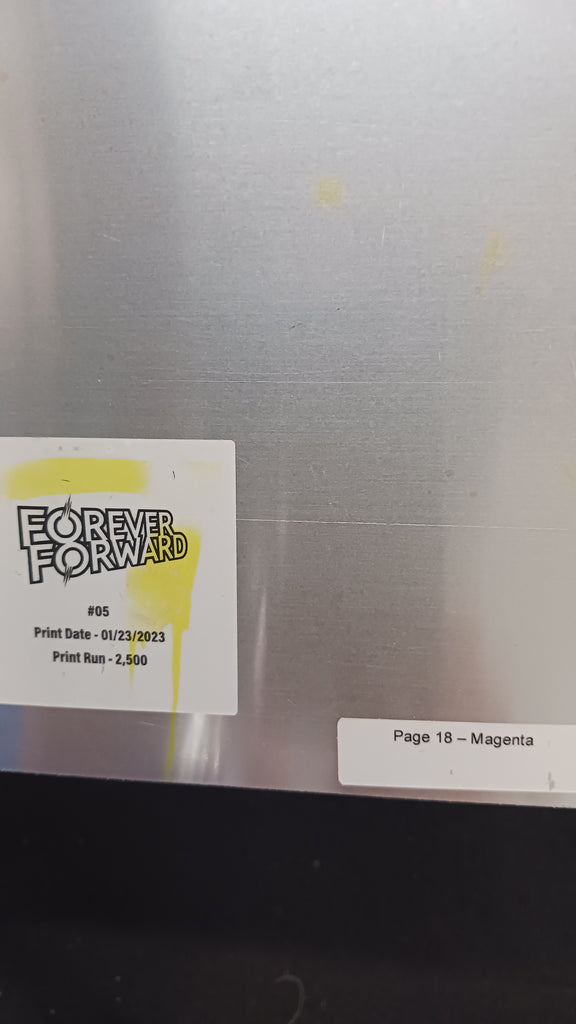 FOREVER
FORWARD
#05
Print Date - 01/23/2023
Print Run - 2,500
Page 18 – Magenta